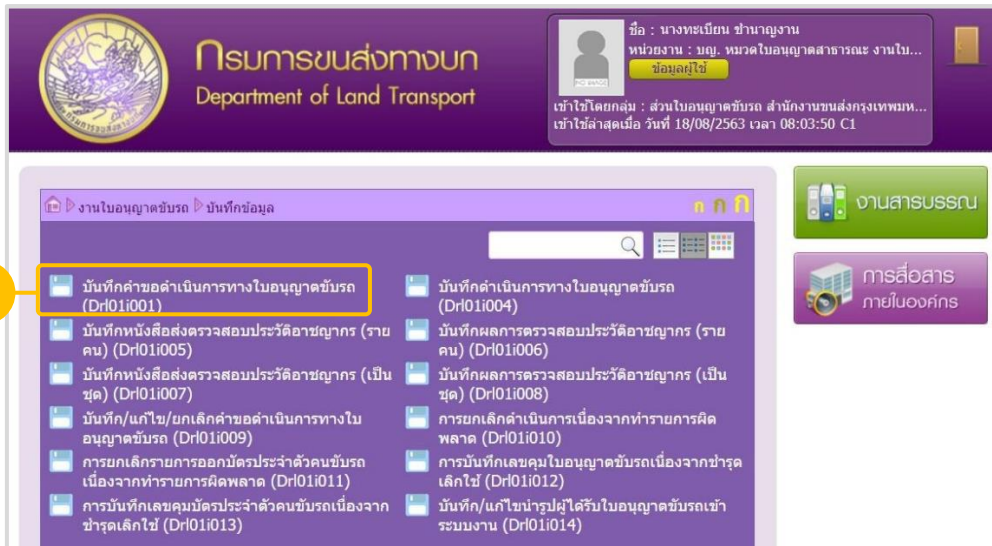 กรมการขนส่งทางบก
Department of Land Transport
ชื่อ : นางทะเบียน ชำนาญงาน
หน่วยงาน : บญ. หมวดใบอนุญาตสาธารณะ งานใบ...
ข้อมูลผู้ใช้
NO IMAGE
เข้าใช้โดยกลุ่ม : ส่วนใบอนุญาตขับรถ สำนักงานขนส่งกรุงเทพมห...
เข้าใช้ล่าสุดเมื่อ วันที่ 18/08/2563 เวลา 08:03:50 C1
งานใบอนุญาตขับรถ บันทึกข้อมูล
ก ก ก
งานสารบรรณ
การสื่อสาร
ภายในองค์กร
บันทึกคำขอดำเนินการทางใบอนุญาตขับรถ
(Drl01i001)
บันทึกดำเนินการทางใบอนุญาตขับรถ
(Drl01i004)
บันทึกหนังสือส่งตรวจสอบประวัติอาชญากร (ราย
คน) (Drl01i005)
บันทึกผลการตรวจสอบประวัติอาชญากร (ราย
คน) (Drl01i006)
บันทึกหนังสือส่งตรวจสอบประวัติอาชญากร (เป็น
ชุด) (Drl01i007)
บันทึกผลการตรวจสอบประวัติอาชญากร (เป็น
ชุด) (Drl01i008)
บันทึก/แก้ไข/ยกเลิกคำขอดำเนินการทางใบ
อนุญาตขับรถ (Drl01i009)
การยกเลิกดำเนินการเนื่องจากทำรายการผิด
พลาด (Drl01i010)
การยกเลิกรายการออกบัตรประจำตัวคนขับรถ
เนื่องจากทำรายการผิดพลาด (Drl01i011)
การบันทึกเลขคุมใบอนุญาตขับรถเนื่องจากชำรุด
เลิกใช้ (Drl01i012)
การบันทึกเลขคุมบัตรประจำตัวคนขับรถเนื่องจาก
ชำรุดเลิกใช้ (Drl01i013)
บันทึก/แก้ไขนำรูปผู้ได้รับใบอนุญาตขับรถเข้า
ระบบงาน (Drl01i014)